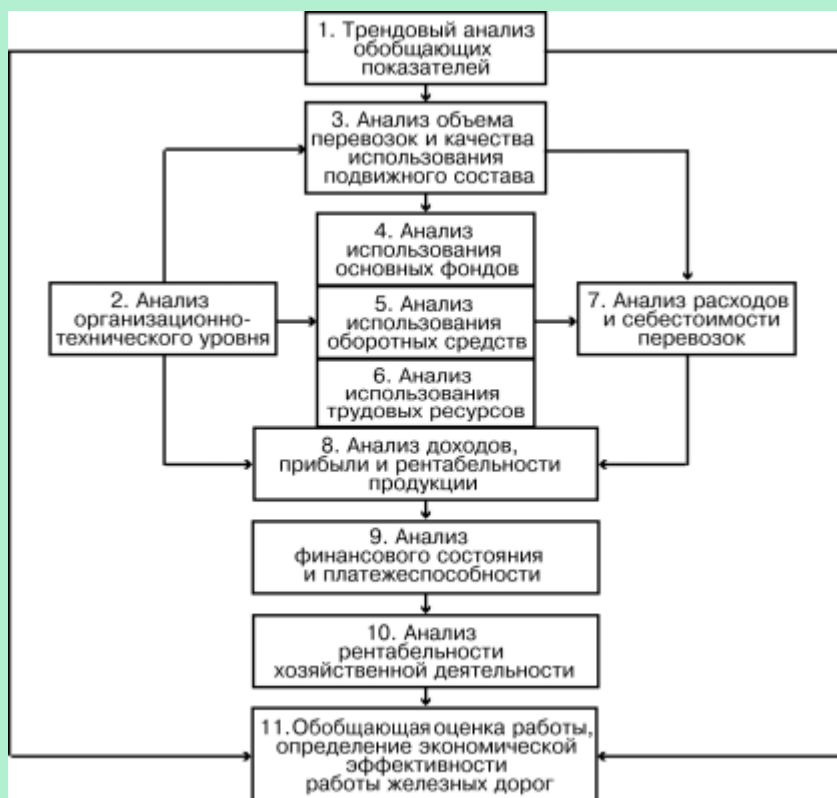 1. Трендовый анализ
обобщающих
показателей
3. Анализ объема
перевозок и качества
использования
подвижного состава
4. Анализ
использования
основных фондов
2. Анализ
организационно-
технического уровня
5. Анализ
использования
оборотных средств
7. Анализ расходов
и себестоимости
перевозок
6. Анализ
использования
трудовых ресурсов
8. Анализ доходов,
прибыли и рентабельности
продукции
9. Анализ
финансового состояния
и платежеспособности
10. Анализ
рентабельности
хозяйственной деятельности
11. Обобщающая оценка работы,
определение экономической
эффективности
работы железных дорог